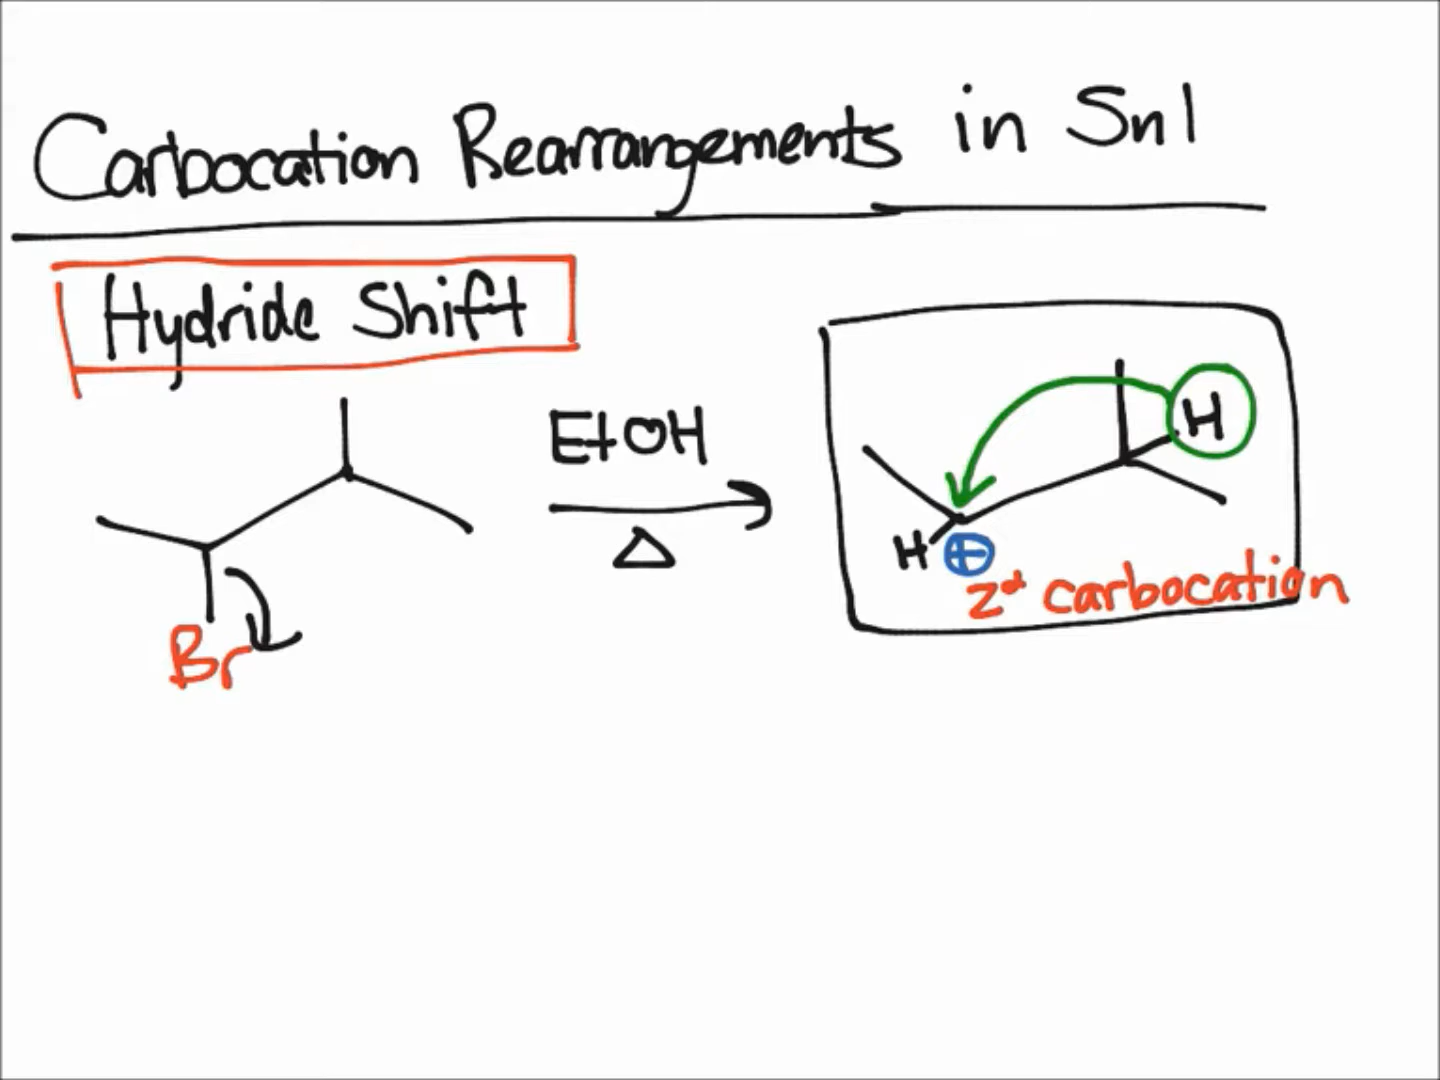 Carbocation Rearrangements in Sn1
Hydride Shift
EtOH
Δ
Br
H
H
⊕
2° carbocation